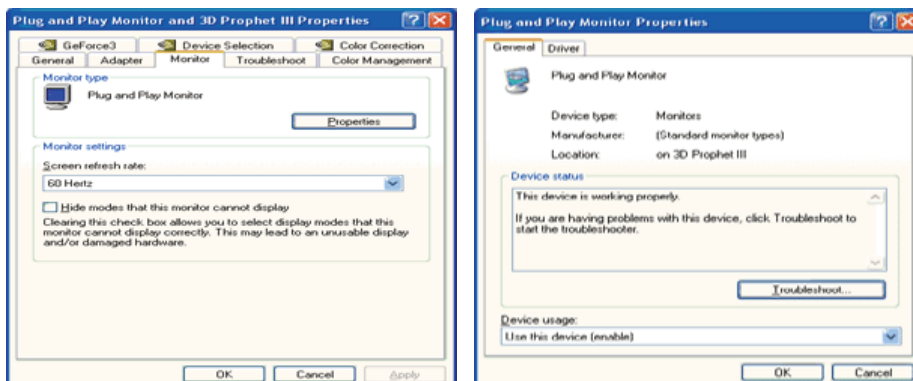 Plug and Play Monitor and 3D Prophet III Properties
GeForce3
Device Selection
Color Correction
General
Adapter
Monitor
Troubleshoot
Color Management
Monitor type
Plug and Play Monitor
Properties
Monitor settings
Screen refresh rate:
60 Hertz
Hide modes that this monitor cannot display
Clearing this check box allows you to select display modes that this
monitor cannot display correctly. This may lead to an unusable display
and/or damaged hardware.
OK
Cancel
Apply
Plug and Play Monitor Properties
General
Driver
Plug and Play Monitor
Device type: Monitors
Manufacturer: (Standard monitor types)
Location: on 3D Prophet III
Device status
This device is working properly.
If you are having problems with this device, click Troubleshoot to
start the troubleshooter.
Troubleshoot...
Device usage:
Use this device (enable)
OK
Cancel